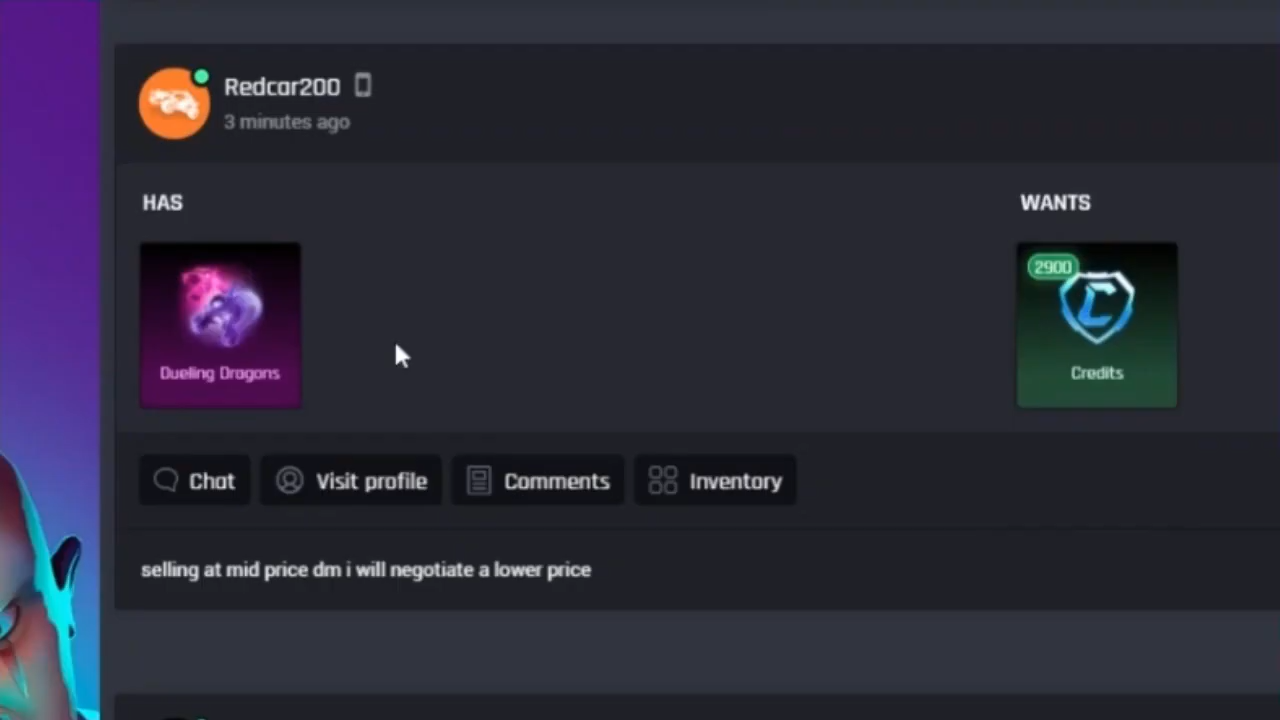 Redcar200
3 minutes ago
HAS
WANTS
2900
Dueling Dragons
Credits
Chat
Visit profile
Comments
Inventory
selling at mid price dm i will negotiate a lower price